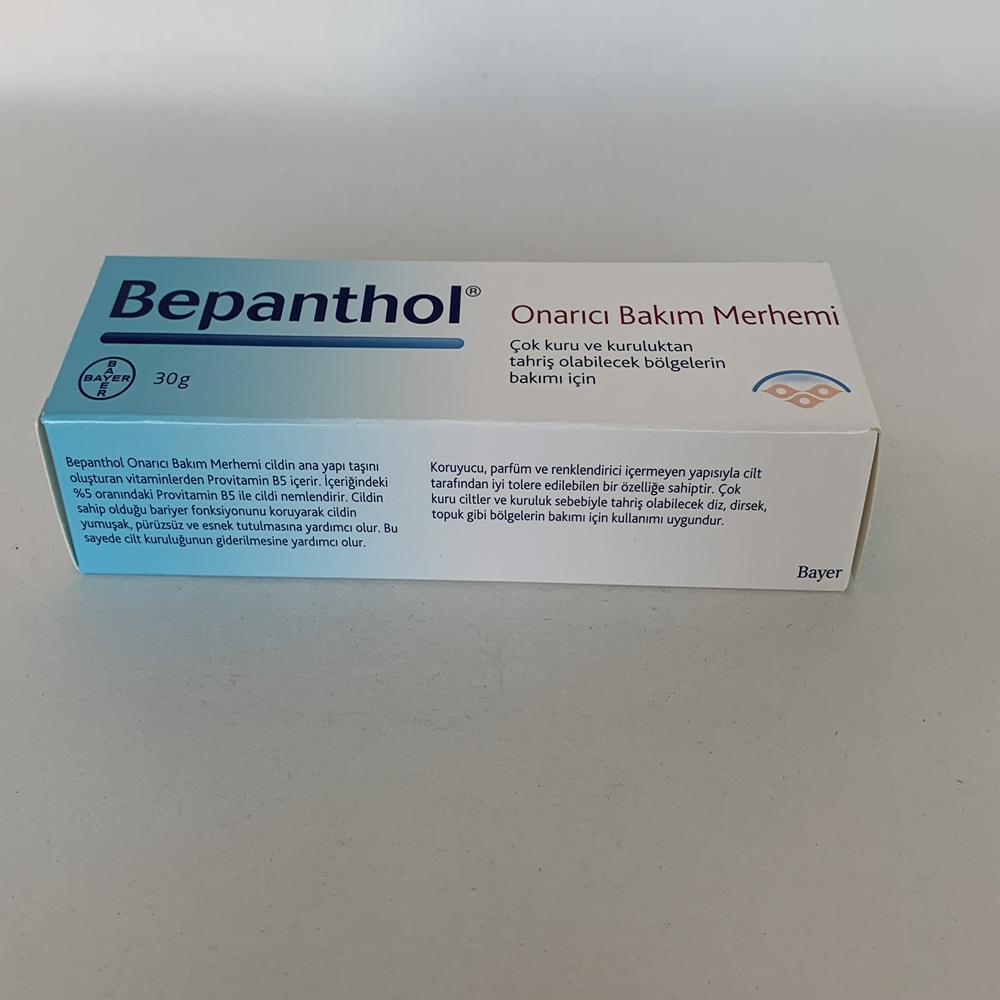 Bepanthol®
Onarıcı Bakım Merhemi
Çok kuru ve kuruluktan
tahriş olabilecek bölgelerin
bakımı için
BAYER
BAYER
30g
Bepanthol Onarıcı Bakım Merhemi cildin ana yapı taşını
oluşturan vitaminlerden Provitamin B5 içerir. İçeriğindeki
%5 oranındaki Provitamin B5 ile cildi nemlendirir. Cildin
sahip olduğu bariyer fonksiyonunu koruyarak cildin
yumuşak, pürüzsüz ve esnek tutulmasına yardımcı olur. Bu
sayede cilt kuruluğunun giderilmesine yardımcı olur.
Koruyucu, parfüm ve renklendirici içermeyen yapısıyla cilt
tarafından iyi tolere edilebilen bir özelliğe sahiptir. Çok
kuru ciltler ve kuruluk sebebiyle tahriş olabilecek diz, dirsek,
topuk gibi bölgelerin bakımı için kullanımı uygundur.
Bayer